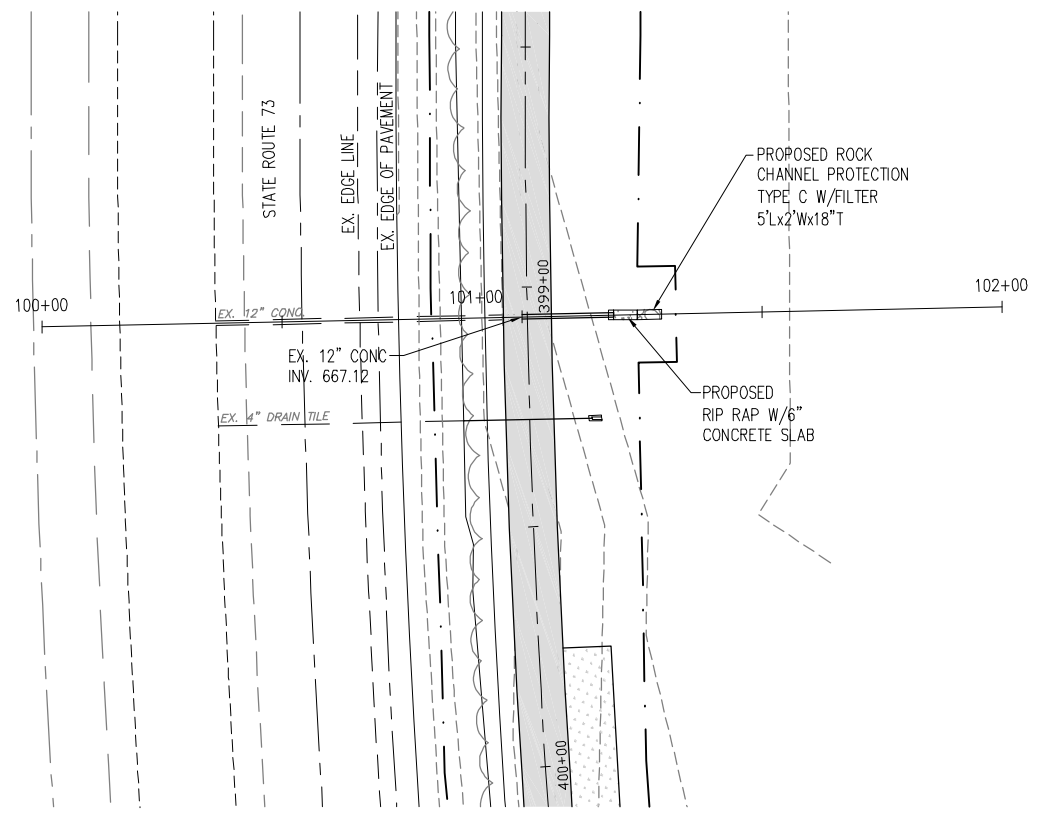 STATE ROUTE 73
EX. EDGE LINE
EX. EDGE OF PAVEMENT
PROPOSED ROCK
CHANNEL PROTECTION
TYPE C W/FILTER
5'Lx2'Wx18"T
100+00
EX. 12" CONC.
101+00
399+00
102+00
EX. 12" CONC
INV. 667.12
PROPOSED
RIP RAP W/6"
CONCRETE SLAB
EX. 4" DRAIN TILE
400+00